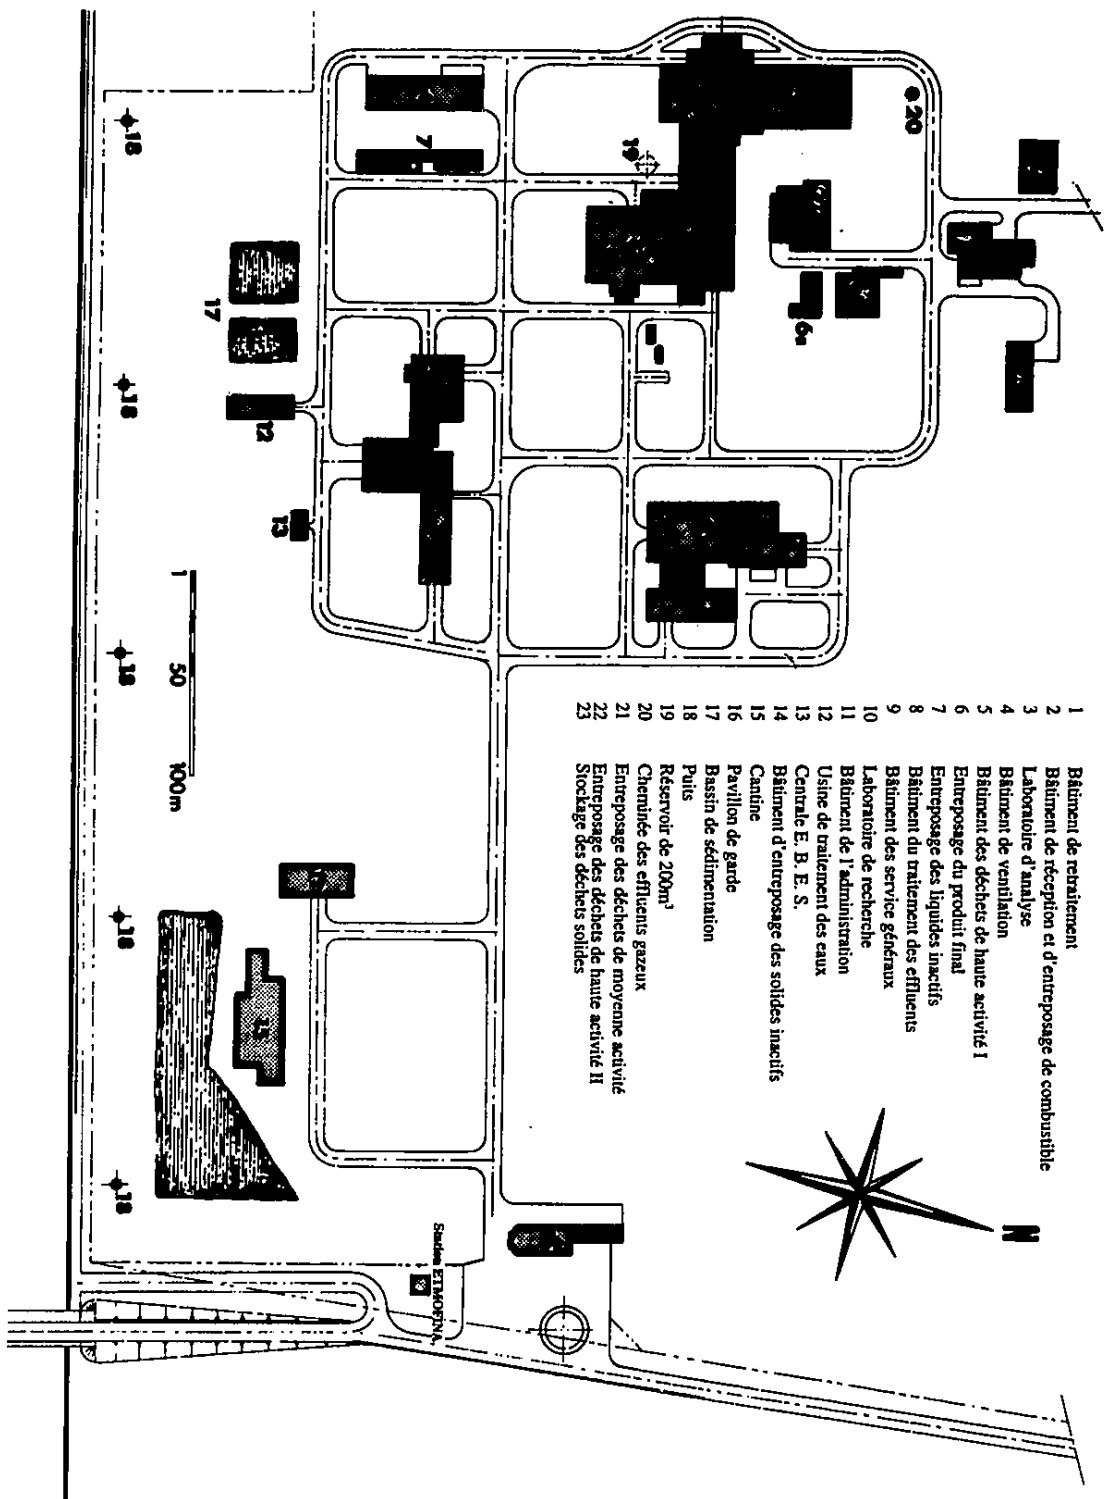 1 Bâtiment de retraitement
2 Bâtiment de réception et d'entreposage de combustible
3 Laboratoire d'analyse
4 Bâtiment de ventilation
5 Bâtiment des déchets de haute activité I
6 Entreposage du produit final
7 Entreposage des liquides inactifs
8 Bâtiment du traitement des effluents
9 Bâtiment des service généraux
10 Laboratoire de recherche
11 Bâtiment de l'administration
12 Usine de traitement des eaux
13 Centrale E. B. E. S.
14 Bâtiment d'entreposage des solides inactifs
15 Cantine
16 Pavillon de garde
17 Bassin de sédimentation
18 Puits
19 Réservoir de 200m³
20 Cheminée des effluents gazeux
21 Entreposage des déchets de moyenne activité
22 Entreposage des déchets de haute activité II
23 Stockage des déchets solides
N
20
19
7
6a
17
12
13
18
18
18
18
18
15
1 50 100m
Station ETMOFINA